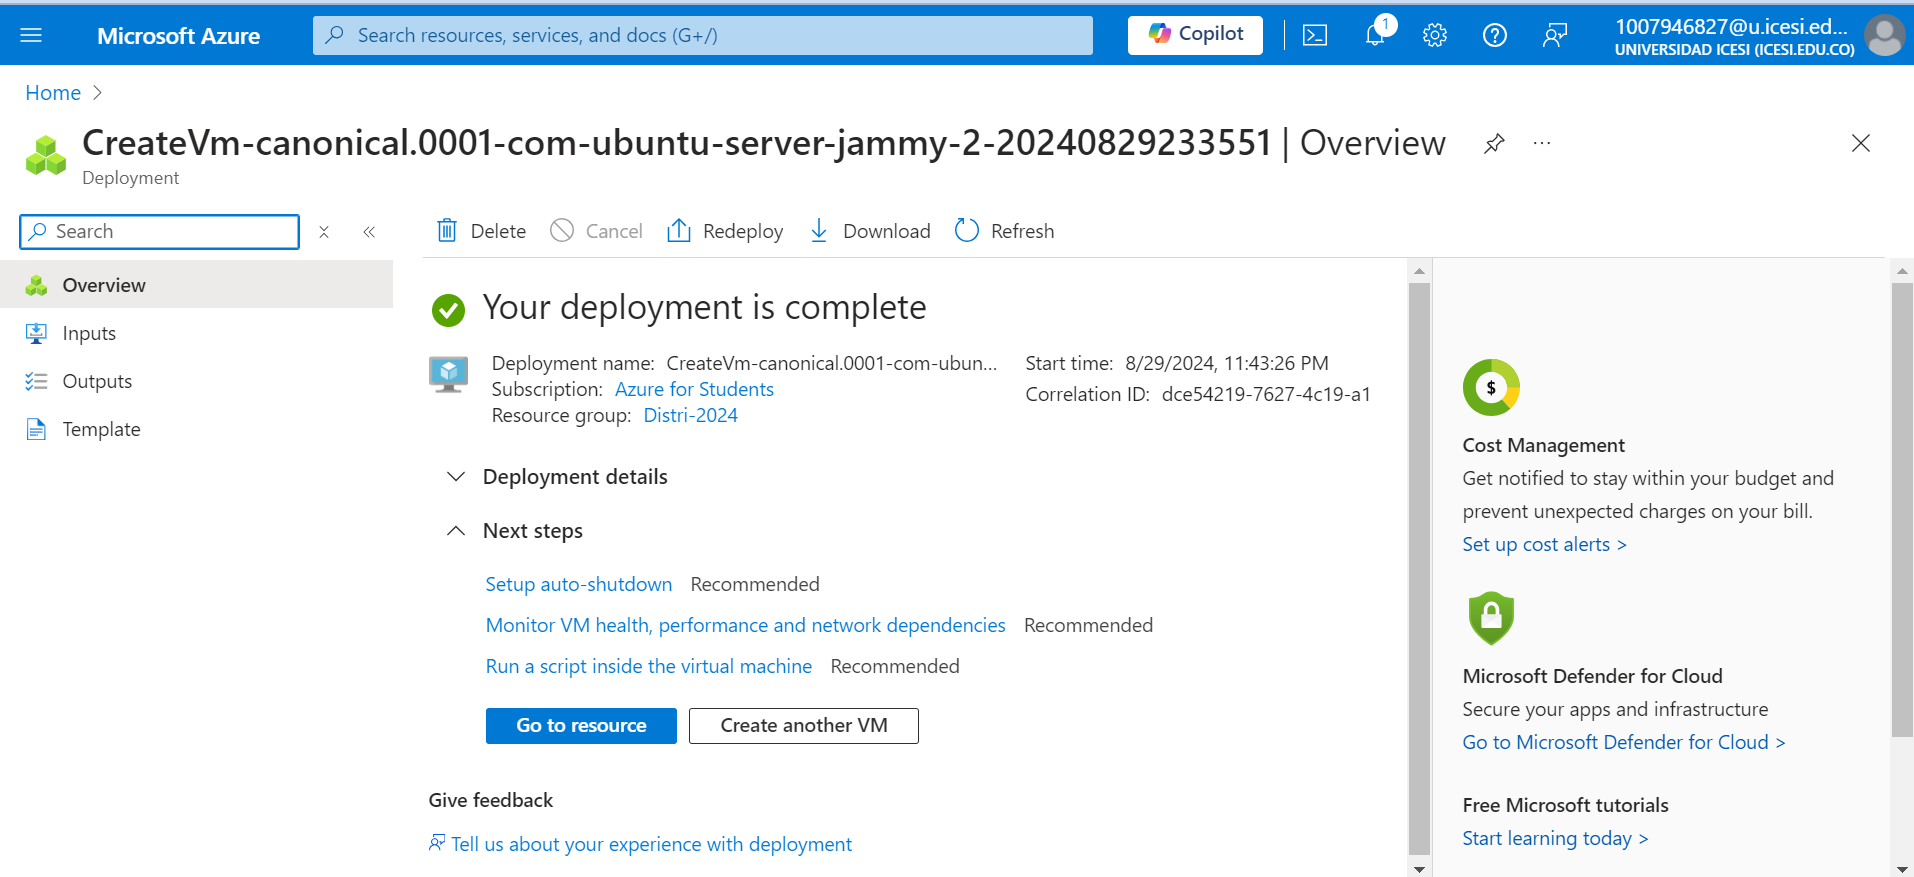 Microsoft Azure
Search resources, services, and docs (G+/)
Copilot
1
1007946827@u.icesi.ed...
UNIVERSIDAD ICESI (ICESI.EDU.CO)
Home
CreateVm-canonical.0001-com-ubuntu-server-jammy-2-20240829233551 | Overview
Deployment
Search
Delete
Cancel
Redeploy
Download
Refresh
Overview
Inputs
Outputs
Template
Your deployment is complete
Deployment name: CreateVm-canonical.0001-com-ubun...
Subscription: Azure for Students
Resource group: Distri-2024
Start time: 8/29/2024, 11:43:26 PM
Correlation ID: dce54219-7627-4c19-a1
Deployment details
Next steps
Setup auto-shutdown Recommended
Monitor VM health, performance and network dependencies Recommended
Run a script inside the virtual machine Recommended
Go to resource
Create another VM
Give feedback
Tell us about your experience with deployment
$
Cost Management
Get notified to stay within your budget and
prevent unexpected charges on your bill.
Set up cost alerts >
Microsoft Defender for Cloud
Secure your apps and infrastructure
Go to Microsoft Defender for Cloud >
Free Microsoft tutorials
Start learning today >